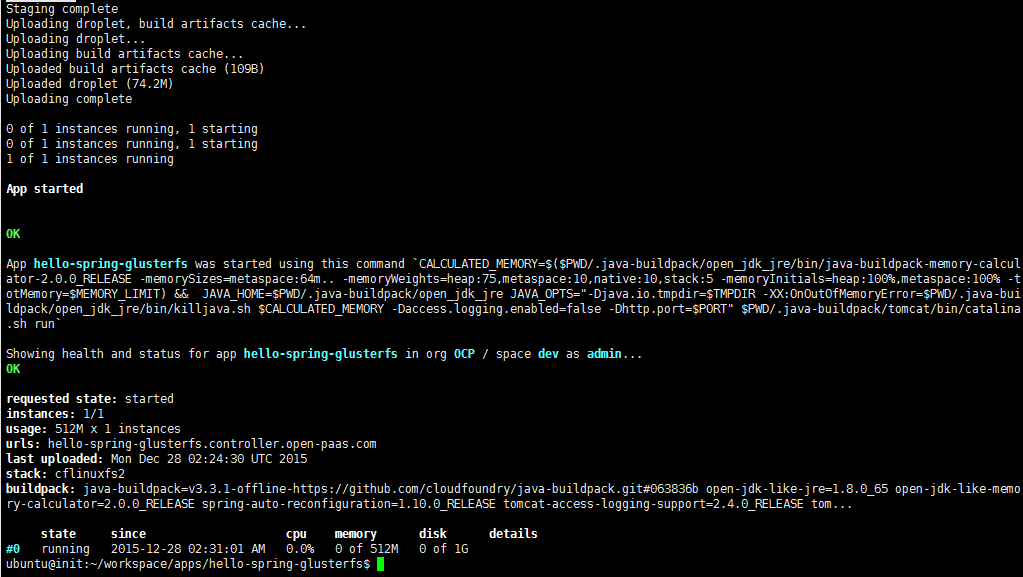 Staging complete
Uploading droplet, build artifacts cache...
Uploading droplet...
Uploading build artifacts cache...
Uploaded build artifacts cache (109B)
Uploaded droplet (74.2M)
Uploading complete
0 of 1 instances running, 1 starting
0 of 1 instances running, 1 starting
1 of 1 instances running
App started
OK
App hello-spring-glusterfs was started using this command `CALCULATED_MEMORY=$($PWD/.java-buildpack/open_jdk_jre/bin/java-buildpack-memory-calcul
ator-2.0.0_RELEASE -memorySizes=metaspace:64m.. -memoryWeights=heap:75,metaspace:10,native:10,stack:5 -memoryInitials=heap:100%,metaspace:100% -t
otMemory=$MEMORY_LIMIT) &&  JAVA_HOME=$PWD/.java-buildpack/open_jdk_jre JAVA_OPTS="-Djava.io.tmpdir=$TMPDIR -XX:OnOutOfMemoryError=$PWD/.java-bui
ldpack/open_jdk_jre/bin/killjava.sh $CALCULATED_MEMORY -Daccess.logging.enabled=false -Dhttp.port=$PORT" $PWD/.java-buildpack/tomcat/bin/catalina
.sh run`
Showing health and status for app hello-spring-glusterfs in org OCP / space dev as admin...
OK
requested state: started
instances: 1/1
usage: 512M x 1 instances
urls: hello-spring-glusterfs.controller.open-paas.com
last uploaded: Mon Dec 28 02:24:30 UTC 2015
stack: cflinuxfs2
buildpack: java-buildpack=v3.3.1-offline-https://github.com/cloudfoundry/java-buildpack.git#063836b open-jdk-like-jre=1.8.0_65 open-jdk-like-memo
ry-calculator=2.0.0_RELEASE spring-auto-reconfiguration=1.10.0_RELEASE tomcat-access-logging-support=2.4.0_RELEASE tom...
state since cpu memory disk details
#0 running 2015-12-28 02:31:01 AM 0.0% 0 of 512M 0 of 1G
ubuntu@init:~/workspace/apps/hello-spring-glusterfs$